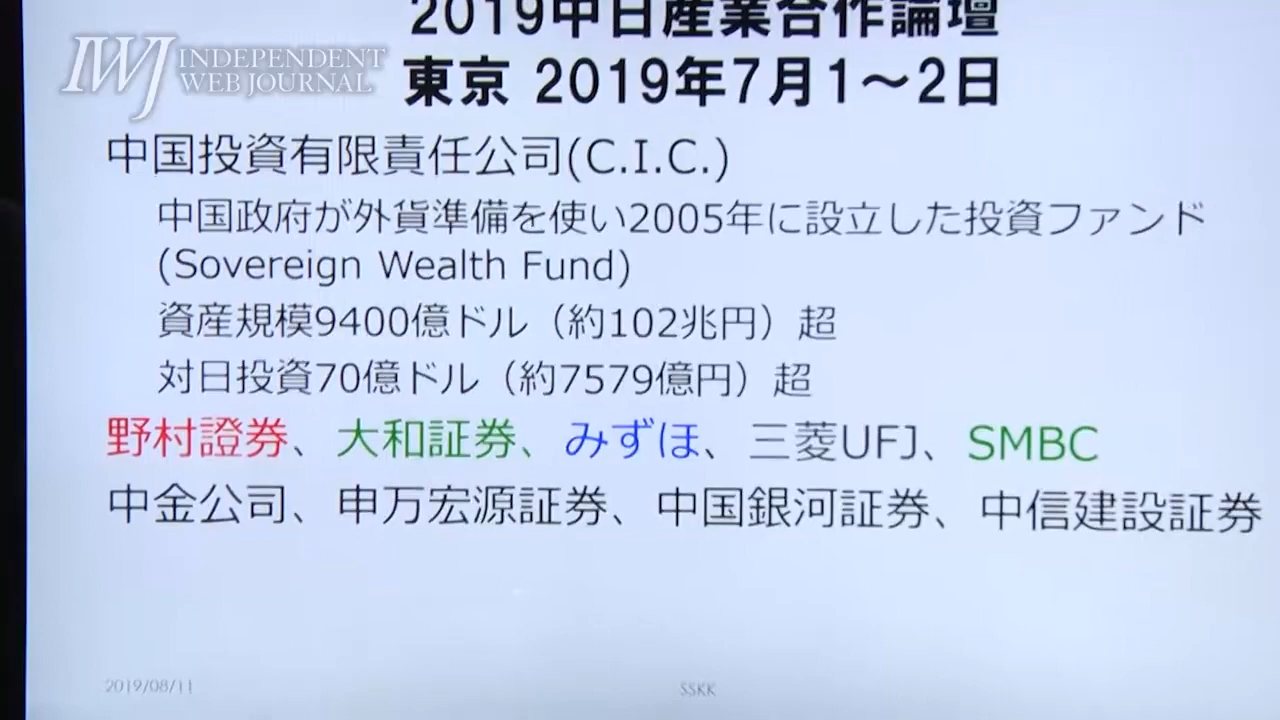 2019中日産業合作論壇
IWJ INDEPENDENT WEB JOURNAL
東京 2019年7月1～2日
中国投資有限責任公司(C.I.C.)
中国政府が外貨準備を使い2005年に設立した投資ファンド
(Sovereign Wealth Fund)
資産規模9400億ドル（約102兆円）超
対日投資70億ドル（約7579億円）超
野村證券、大和証券、みずほ、三菱UFJ、SMBC
中金公司、申万宏源証券、中国銀河証券、中信建設証券
2019/08/11
SSKK